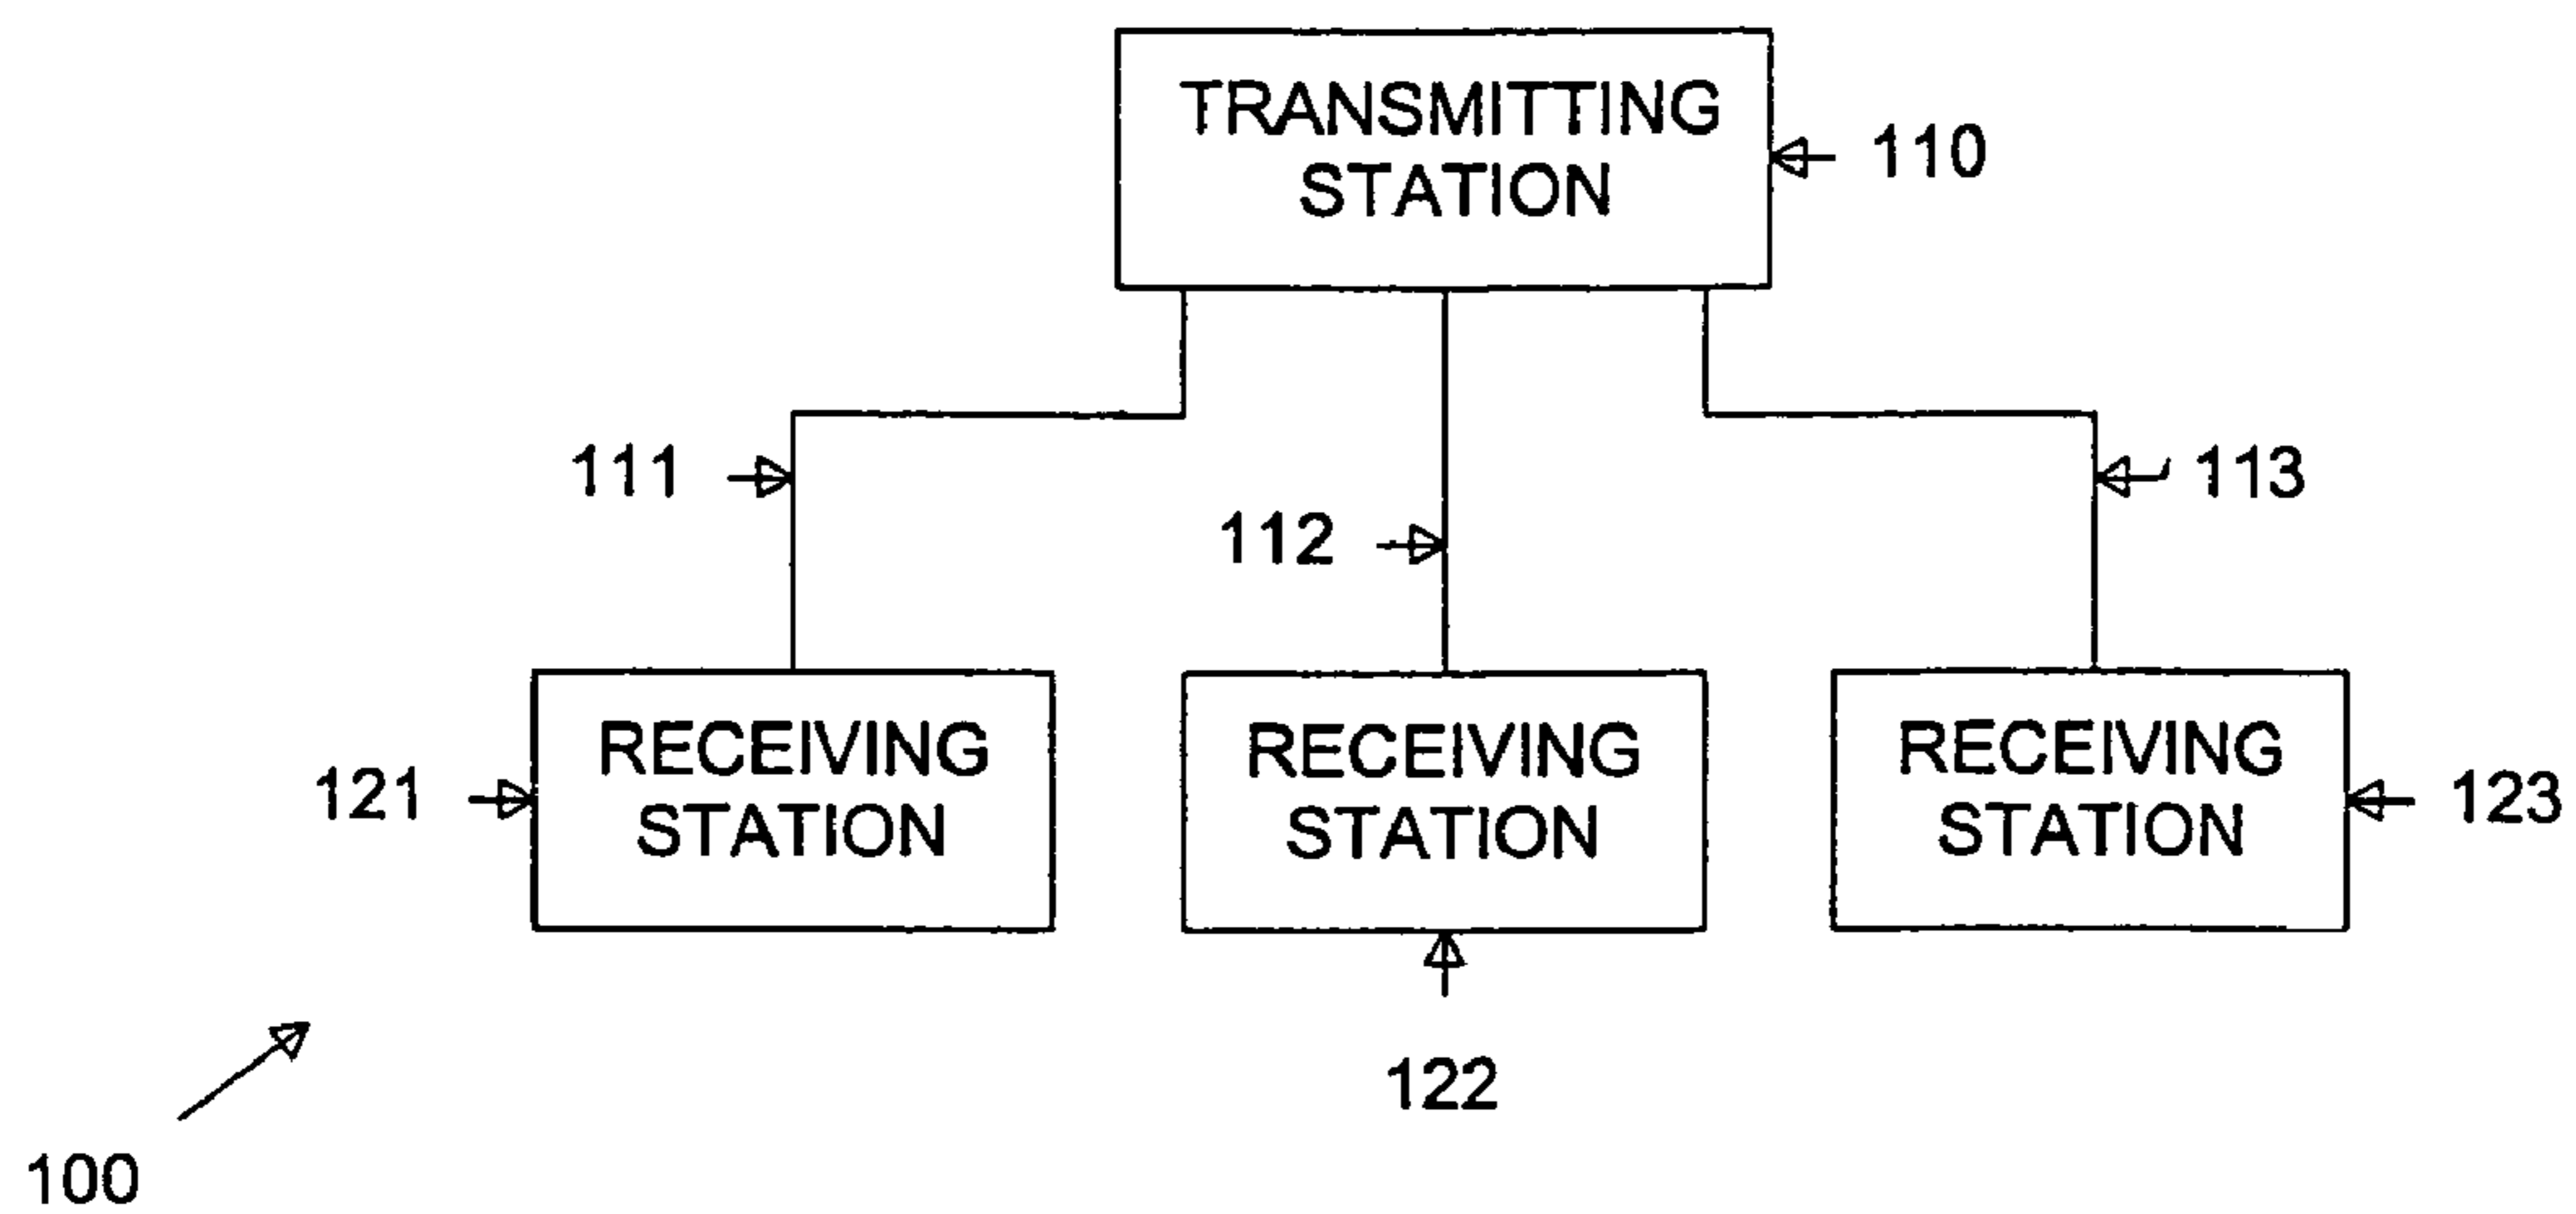 TRANSMITTING
STATION
110
111
112
113
RECEIVING
STATION
RECEIVING
STATION
RECEIVING
STATION
121
123
122
100